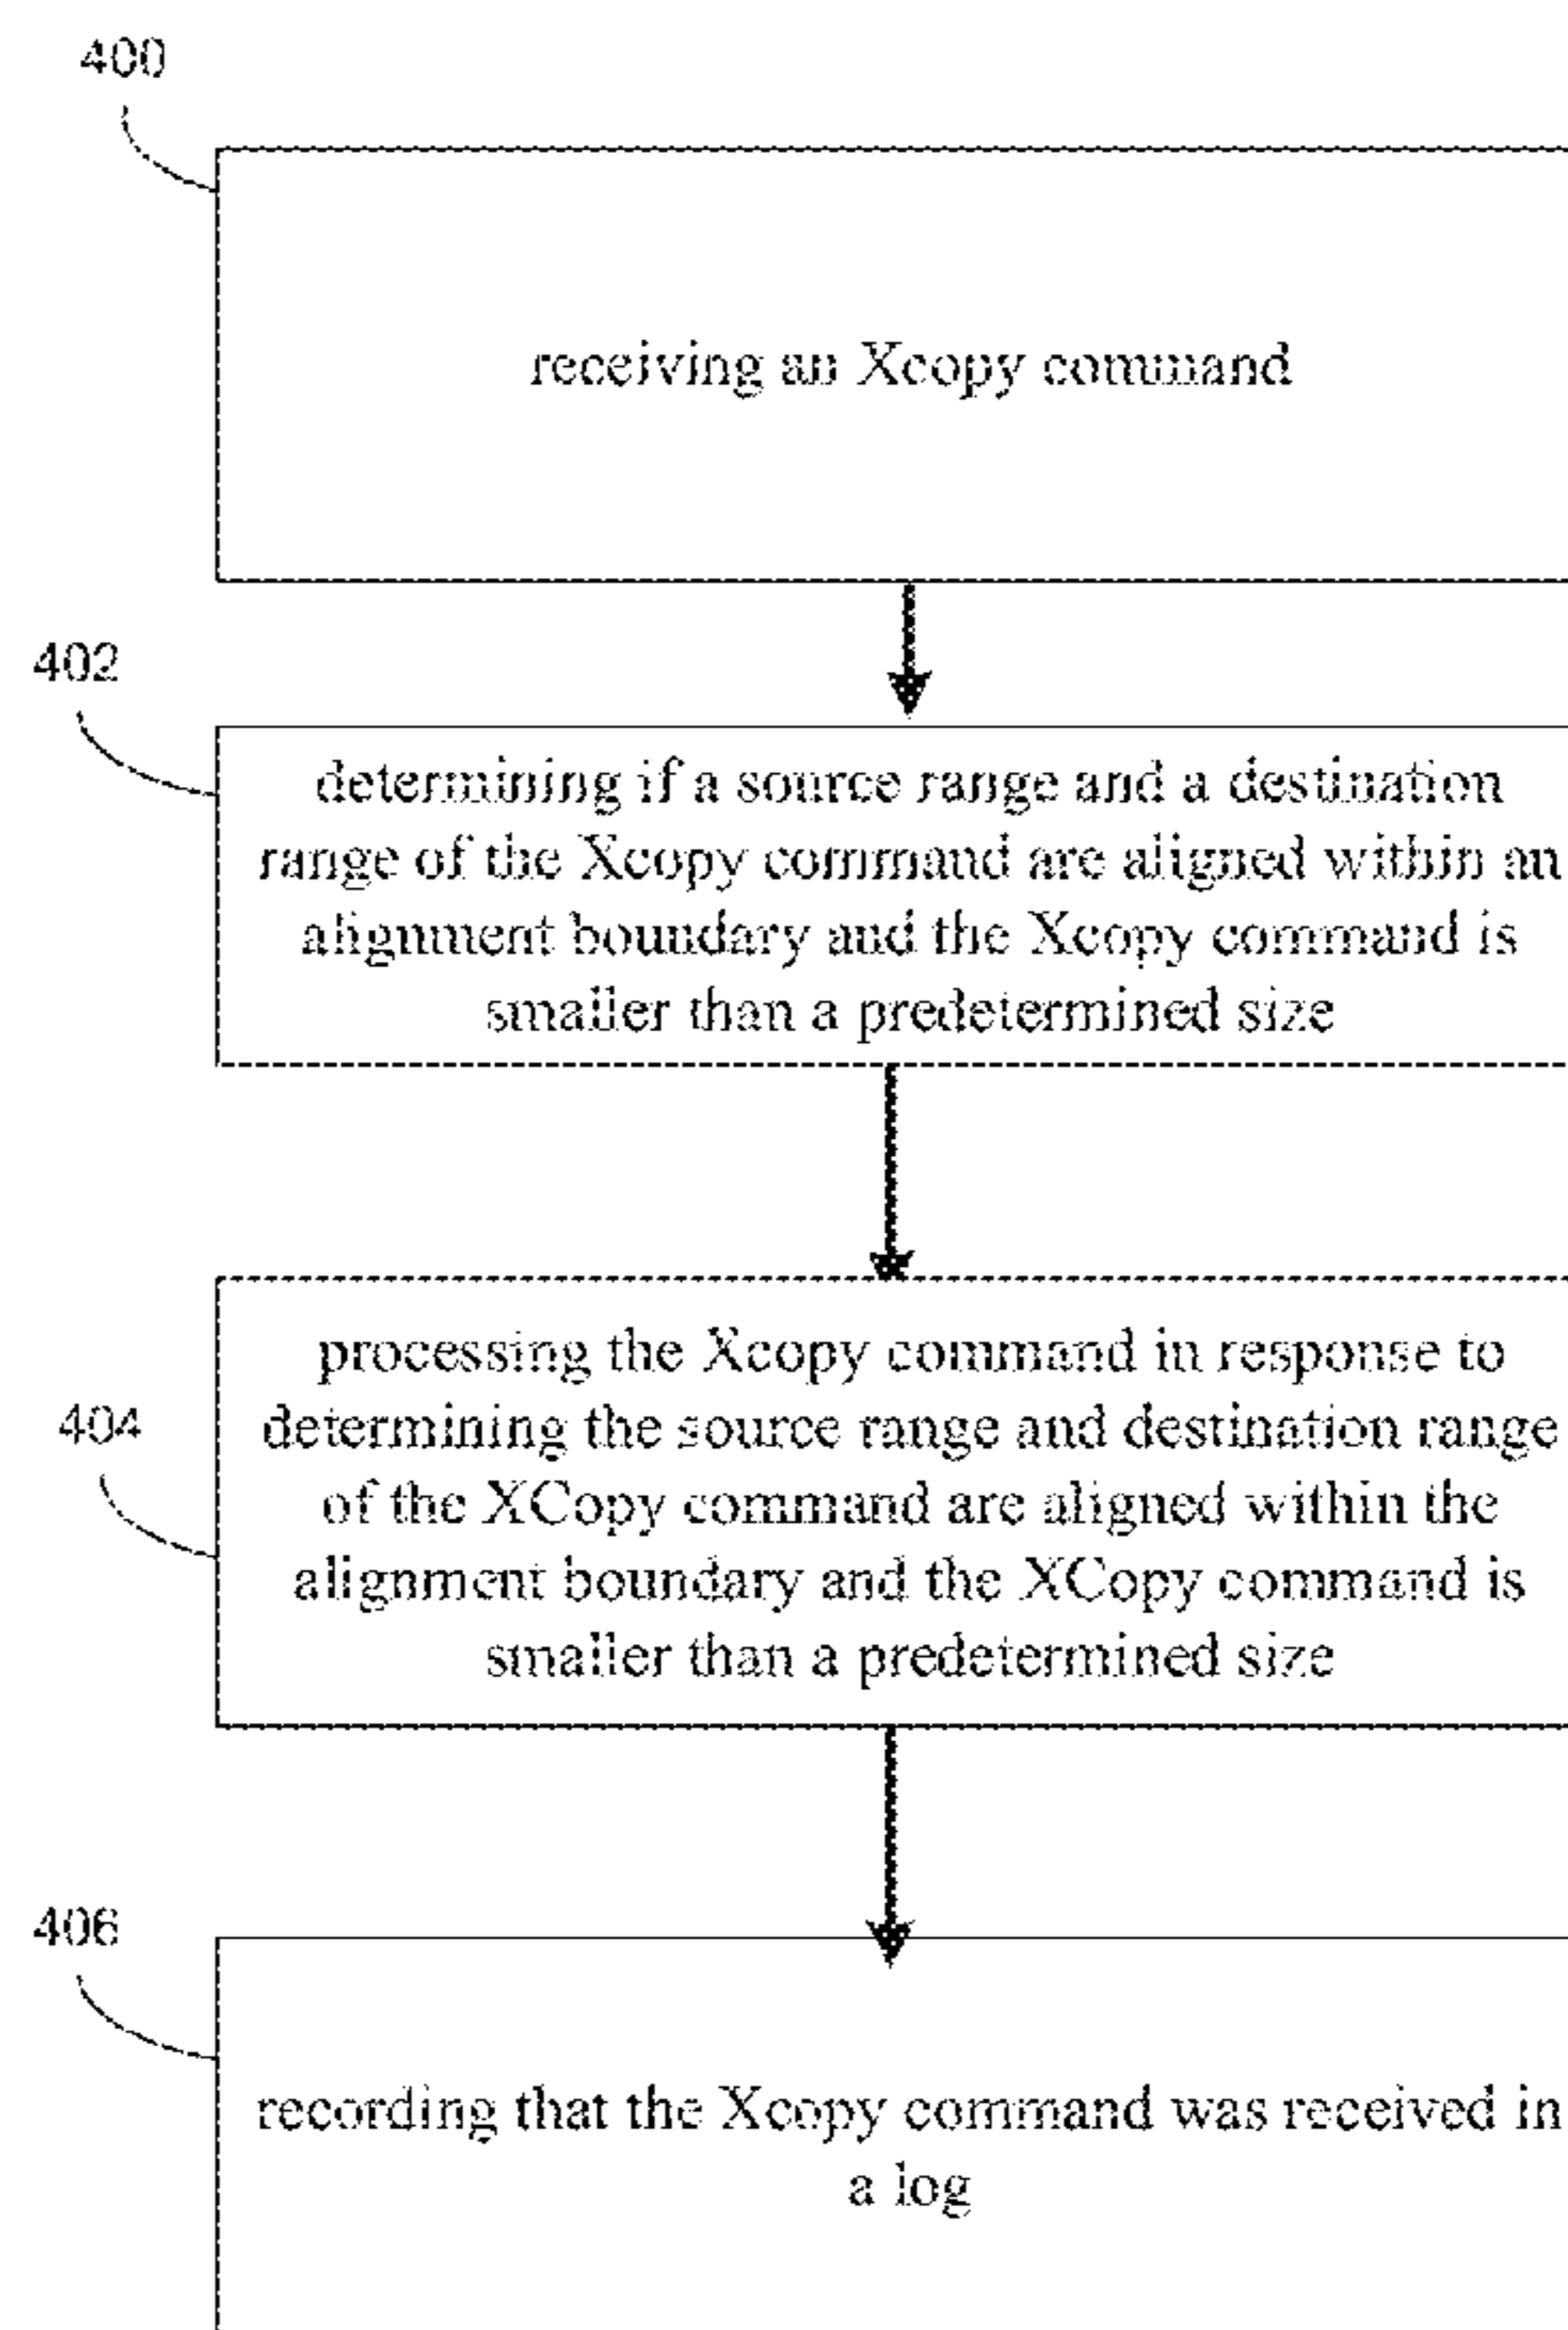 400
receiving an Xcopy command
402
determining if a source range and a destination
range of the Xcopy command are aligned within an
alignment boundary and the Xcopy command is
smaller than a predetermined size
processing the Xcopy command in response to
404
determining the source range and destination range
of the XCopy command are aligned within the
alignment boundary and the XCopy command is
smaller than a predetermined size
406
recording that the Xcopy command was received in
a log